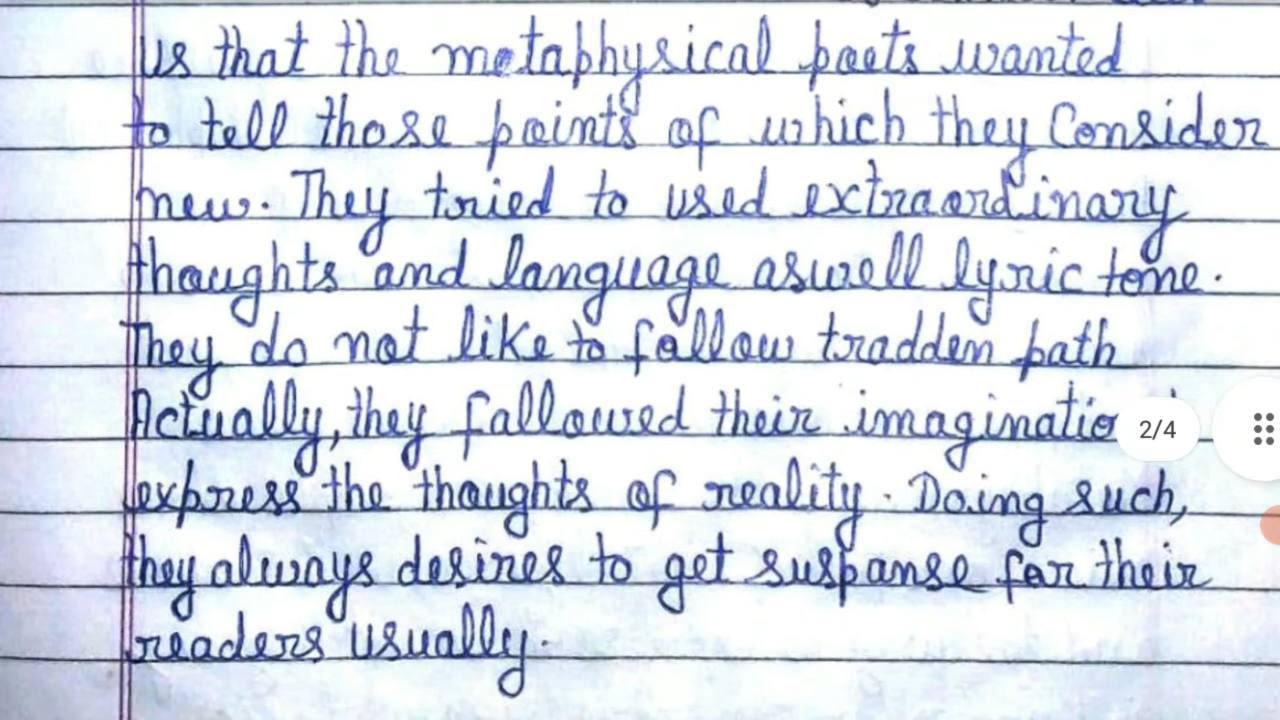 us that the metaphysical poets wanted
to tell those points of which they Consider
new. They tried to used extraordinary
thoughts and language aswell lyric tone.
They do not like to follow tradden path
Actually, they fallowed their imaginatio
2/4
express the thoughts of reality. Doing such,
they always desires to get suspanse for their
readers usually.